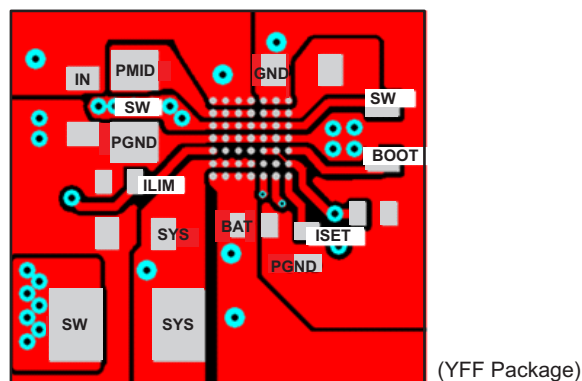 PMID
GND
IN
SW
SW
PGND
BOOT
ILIM
SYS
BAT
ISET
PGND
SW
SYS
(YFF Package)